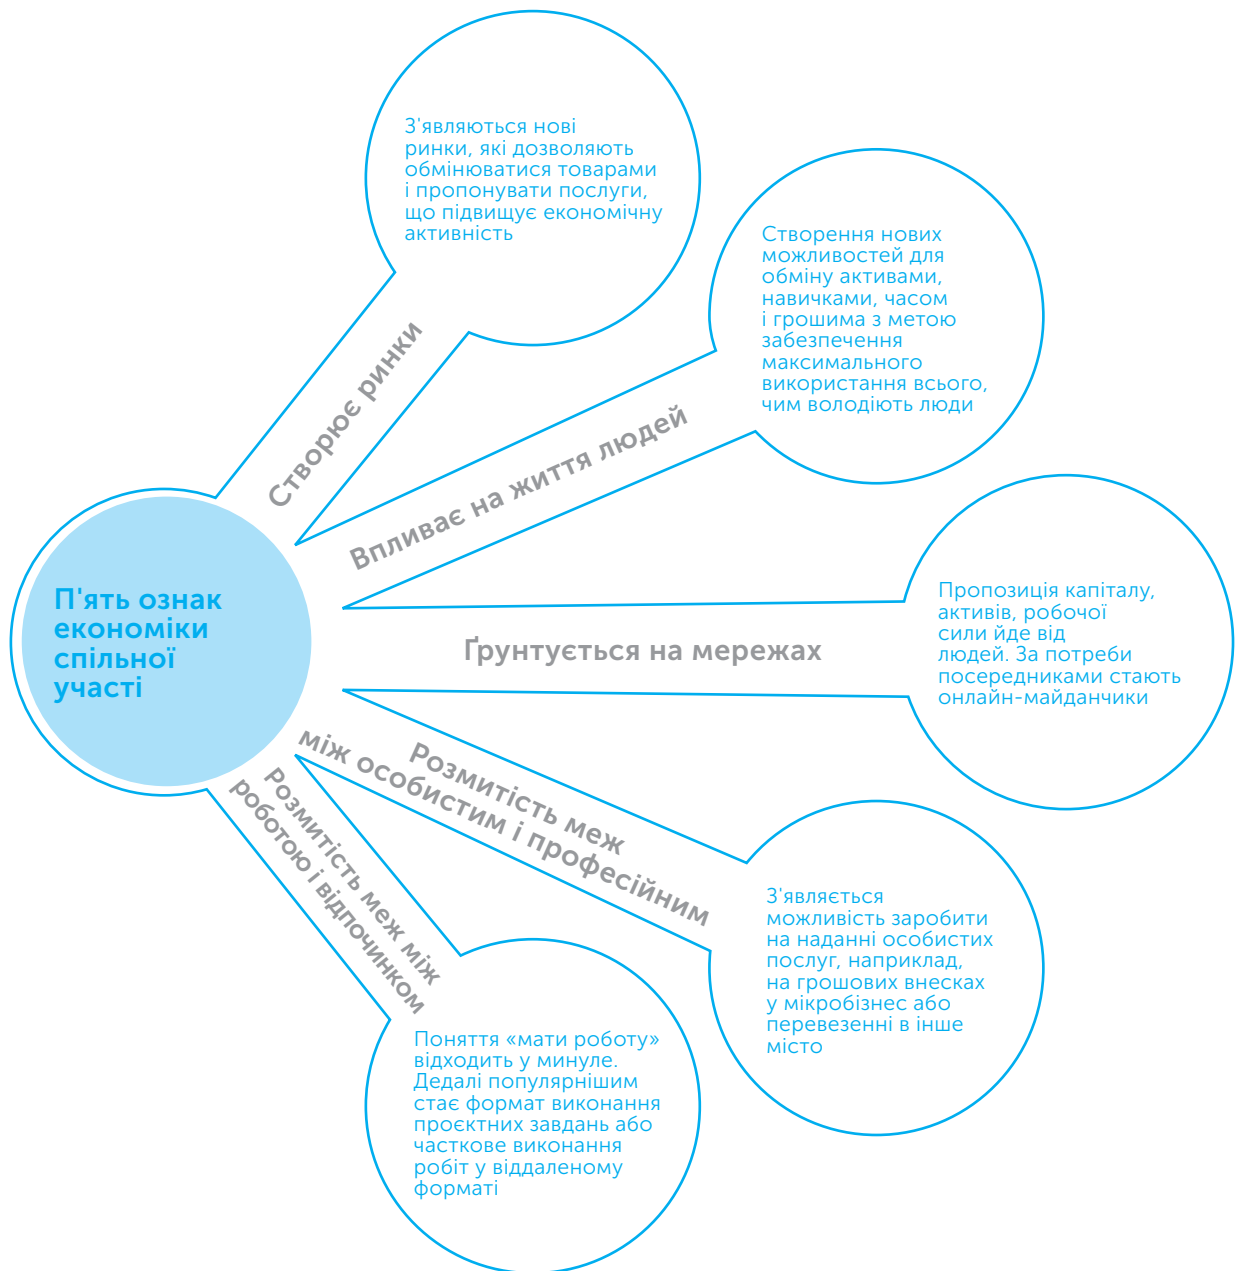 П'ять ознак
економіки
спільної
участі
Створює ринки
З'являються нові
ринки, які дозволяють
обмінюватися товарами
і пропонувати послуги,
що підвищує економічну
активність
Впливає на життя людей
Створення нових
можливостей для
обміну активами,
навичками, часом
і грошима з метою
забезпечення
максимального
використання всього,
чим володіють люди
Ґрунтується на мережах
Пропозиція капіталу,
активів, робочої
сили йде від
людей. За потреби
посередниками стають
онлайн-майданчики
Розмитість меж
між особистим і професійним
З'являється
можливість заробити
на наданні особистих
послуг, наприклад,
на грошових внесках
у мікробізнес або
перевезенні в інше
місто
Розмитість меж між
роботою і відпочинком
Поняття «мати роботу»
відходить у минуле.
Дедалі популярнішим
стає формат виконання
проєктних завдань або
часткове виконання
робіт у віддаленому
форматі